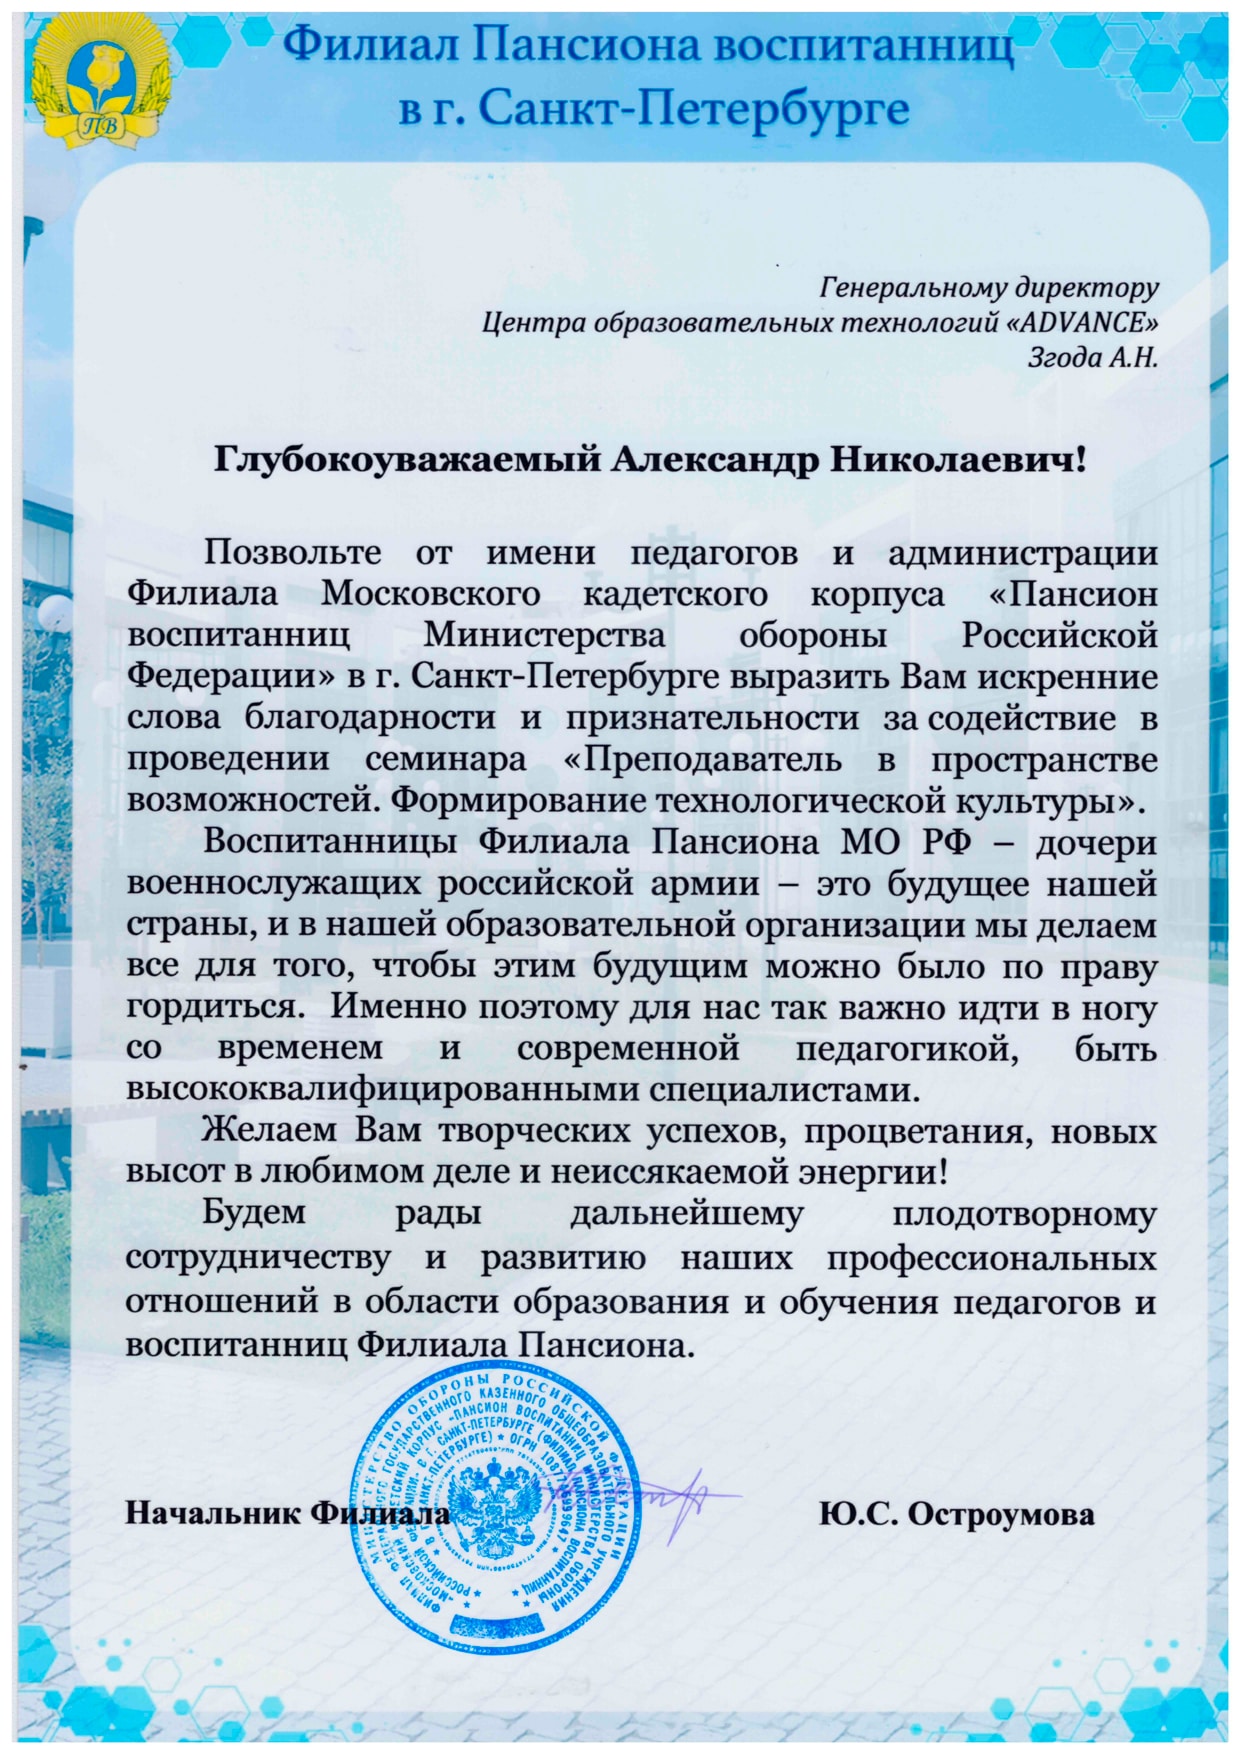 Филиал Пансиона воспитанниц
в г. Санкт-Петербурге
ПВ
Генеральному директору
Центра образовательных технологий «ADVANCE»
Згода А.Н.
Глубокоуважаемый Александр Николаевич!
Позвольте от имени педагогов и администрации
Филиала Московского кадетского корпуса «Пансион
воспитанниц Министерства обороны Российской
Федерации» в г. Санкт-Петербурге выразить Вам искренние
слова благодарности и признательности за содействие в
проведении семинара «Преподаватель в пространстве
возможностей. Формирование технологической культуры».
Воспитанницы Филиала Пансиона МО РФ – дочери
военнослужащих российской армии – это будущее нашей
страны, и в нашей образовательной организации мы делаем
все для того, чтобы этим будущим можно было по праву
гордиться. Именно поэтому для нас так важно идти в ногу
со временем и современной педагогикой, быть
высококвалифицированными специалистами.
Желаем Вам творческих успехов, процветания, новых
высот в любимом деле и неиссякаемой энергии!
Будем рады дальнейшему плодотворному
сотрудничеству и развитию наших профессиональных
отношений в области образования и обучения педагогов и
воспитанниц Филиала Пансиона.
МИНИСТЕРСТВО ОБОРОНЫ РОССИЙСКОЙ ФЕДЕРАЦИИ
ФИЛИАЛ ФЕДЕРАЛЬНОГО ГОСУДАРСТВЕННОГО КАЗЕННОГО ОБЩЕОБРАЗОВАТЕЛЬНОГО УЧРЕЖДЕНИЯ
«МОСКОВСКИЙ КАДЕТСКИЙ КОРПУС «ПАНСИОН ВОСПИТАННИЦ МИНИСТЕРСТВА ОБОРОНЫ
РОССИЙСКОЙ ФЕДЕРАЦИИ» В Г. САНКТ-ПЕТЕРБУРГЕ (ФИЛИАЛ ПАНСИОНА ВОСПИТАННИЦ
В Г. САНКТ-ПЕТЕРБУРГЕ) * ОГРН
Начальник Филиала Ю.С. Остроумова